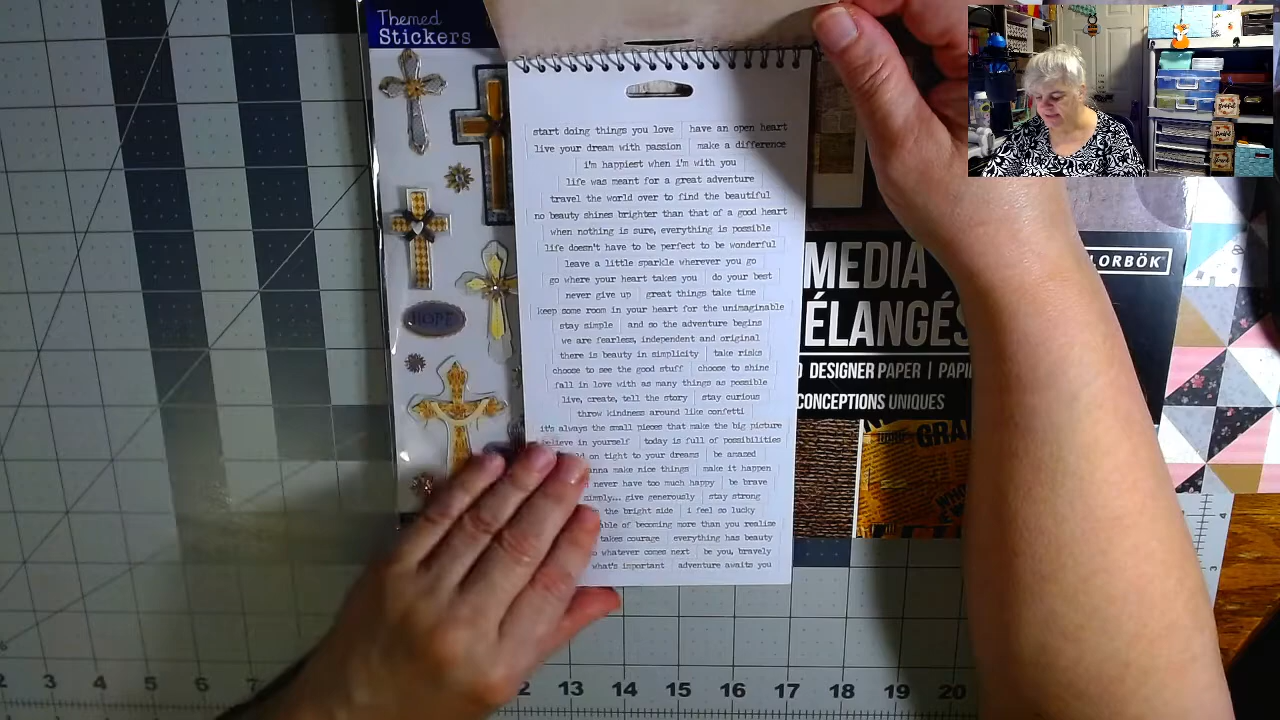 Themed
Stickers
start doing things you love have an open heart
live your dream with passion make a difference
i'm happiest when i'm with you
life was meant for a great adventure
travel the world over to find the beautiful
no beauty shines brighter than that of a good heart
when nothing is sure, everything is possible
life doesn't have to be perfect to be wonderful
leave a little sparkle wherever you go
go where your heart takes you do your best
never give up great things take time
keep some room in your heart for the unimaginable
stay simple and so the adventure begins
we are fearless, independent and original
there is beauty in simplicity take risks
choose to see the good stuff choose to shine
fall in love with as many things as possible
live, create, tell the story stay curious
throw kindness around like confetti
it's always the small pieces that make the big picture
believe in yourself today is full of possibilities
on tight to your dreams be amazed
make nice things make it happen
never have too much happy be brave
simply... give generously stay strong
the bright side i feel so lucky
of becoming more than you realize
takes courage everything has beauty
whatever comes next be you, bravely
what's important adventure awaits you
HOPE
MEDIA
ÉLANGÉS
DESIGNER PAPER | PAPI
CONCEPTIONS UNIQUES
LORBÖK
GRA
2 3 4 5 6 7 12 13 14 15 16 17 18 19 20
4
3